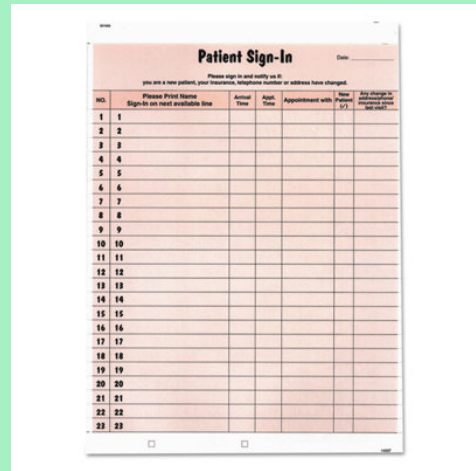 Patient Sign-In
Date:
Please sign in and notify us if:
you are a new patient, your insurance, telephone number or address have changed.
NO.
Please Print Name
Sign-In on next available line
Arrival
Time
Appt.
Time
Appointment with
New
Patient
(✓)
Any change in
address/phone/
insurance since
last visit?
1 1
2 2
3 3
4 4
5 5
6 6
7 7
8 8
9 9
10 10
11 11
12 12
13 13
14 14
15 15
16 16
17 17
18 18
19 19
20 20
21 21
22 22
23 23